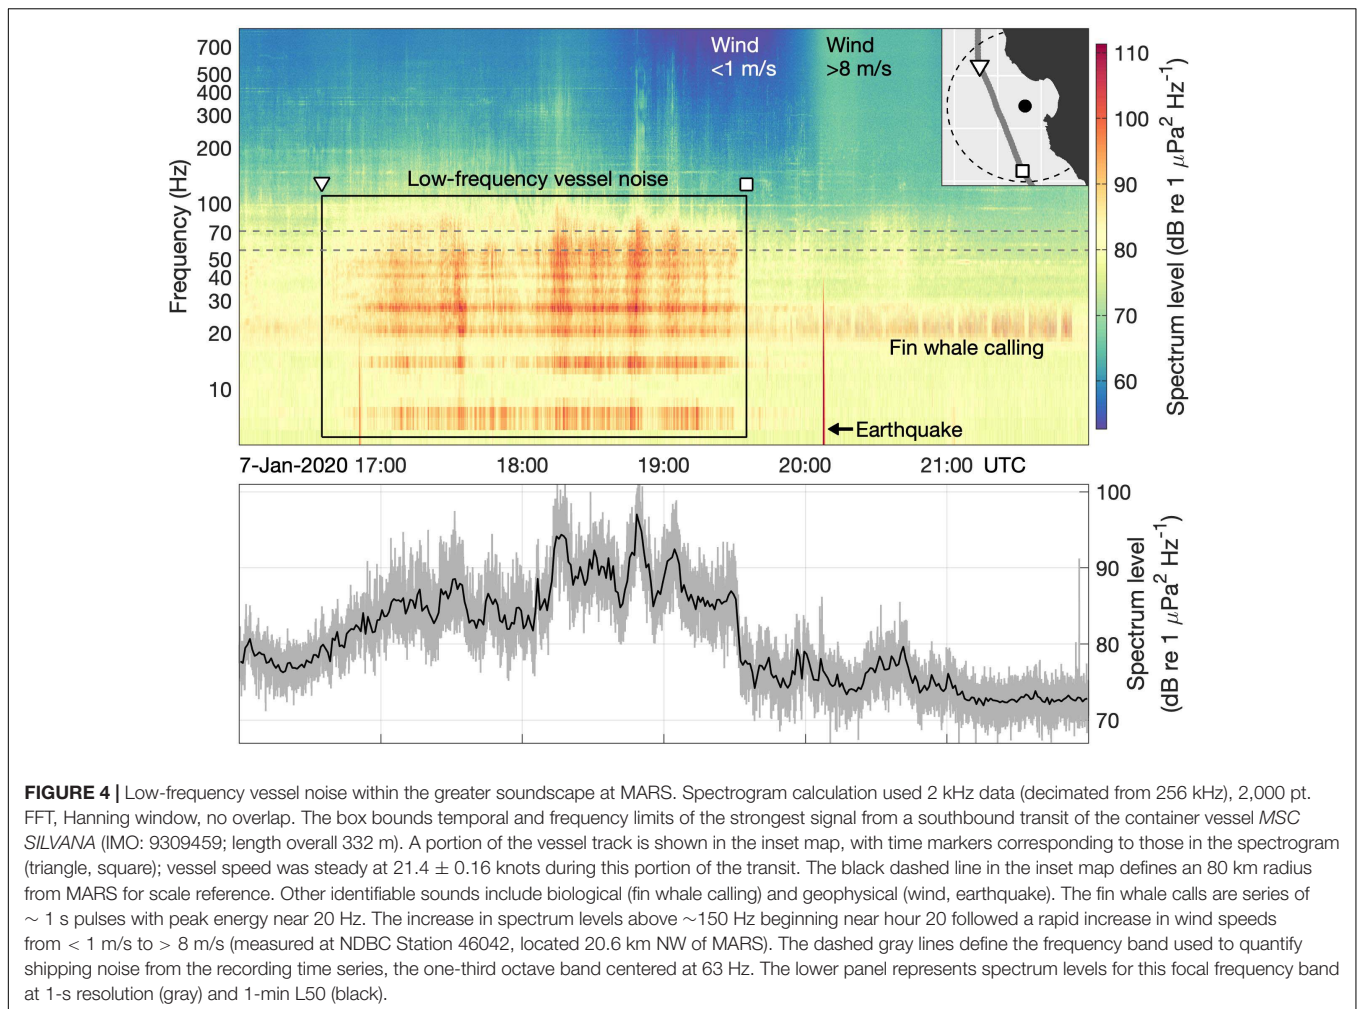 700
500
400
300
200
100
70
50
40
30
20
10
Frequency (Hz)
Wind
<1 m/s
Wind
>8 m/s
Low-frequency vessel noise
Fin whale calling
Earthquake
110
100
90
80
70
60
Spectrum level (dB re 1 µPa² Hz⁻¹)
7-Jan-2020 17:00 18:00 19:00 20:00 21:00 UTC
100
90
80
70
Spectrum level
(dB re 1 µPa² Hz⁻¹)
FIGURE 4 | Low-frequency vessel noise within the greater soundscape at MARS. Spectrogram calculation used 2 kHz data (decimated from 256 kHz), 2,000 pt.
FFT, Hanning window, no overlap. The box bounds temporal and frequency limits of the strongest signal from a southbound transit of the container vessel MSC
SILVANA (IMO: 9309459; length overall 332 m). A portion of the vessel track is shown in the inset map, with time markers corresponding to those in the spectrogram
(triangle, square); vessel speed was steady at 21.4 ± 0.16 knots during this portion of the transit. The black dashed line in the inset map defines an 80 km radius
from MARS for scale reference. Other identifiable sounds include biological (fin whale calling) and geophysical (wind, earthquake). The fin whale calls are series of
∼ 1 s pulses with peak energy near 20 Hz. The increase in spectrum levels above ∼150 Hz beginning near hour 20 followed a rapid increase in wind speeds
from < 1 m/s to > 8 m/s (measured at NDBC Station 46042, located 20.6 km NW of MARS). The dashed gray lines define the frequency band used to quantify
shipping noise from the recording time series, the one-third octave band centered at 63 Hz. The lower panel represents spectrum levels for this focal frequency band
at 1-s resolution (gray) and 1-min L50 (black).